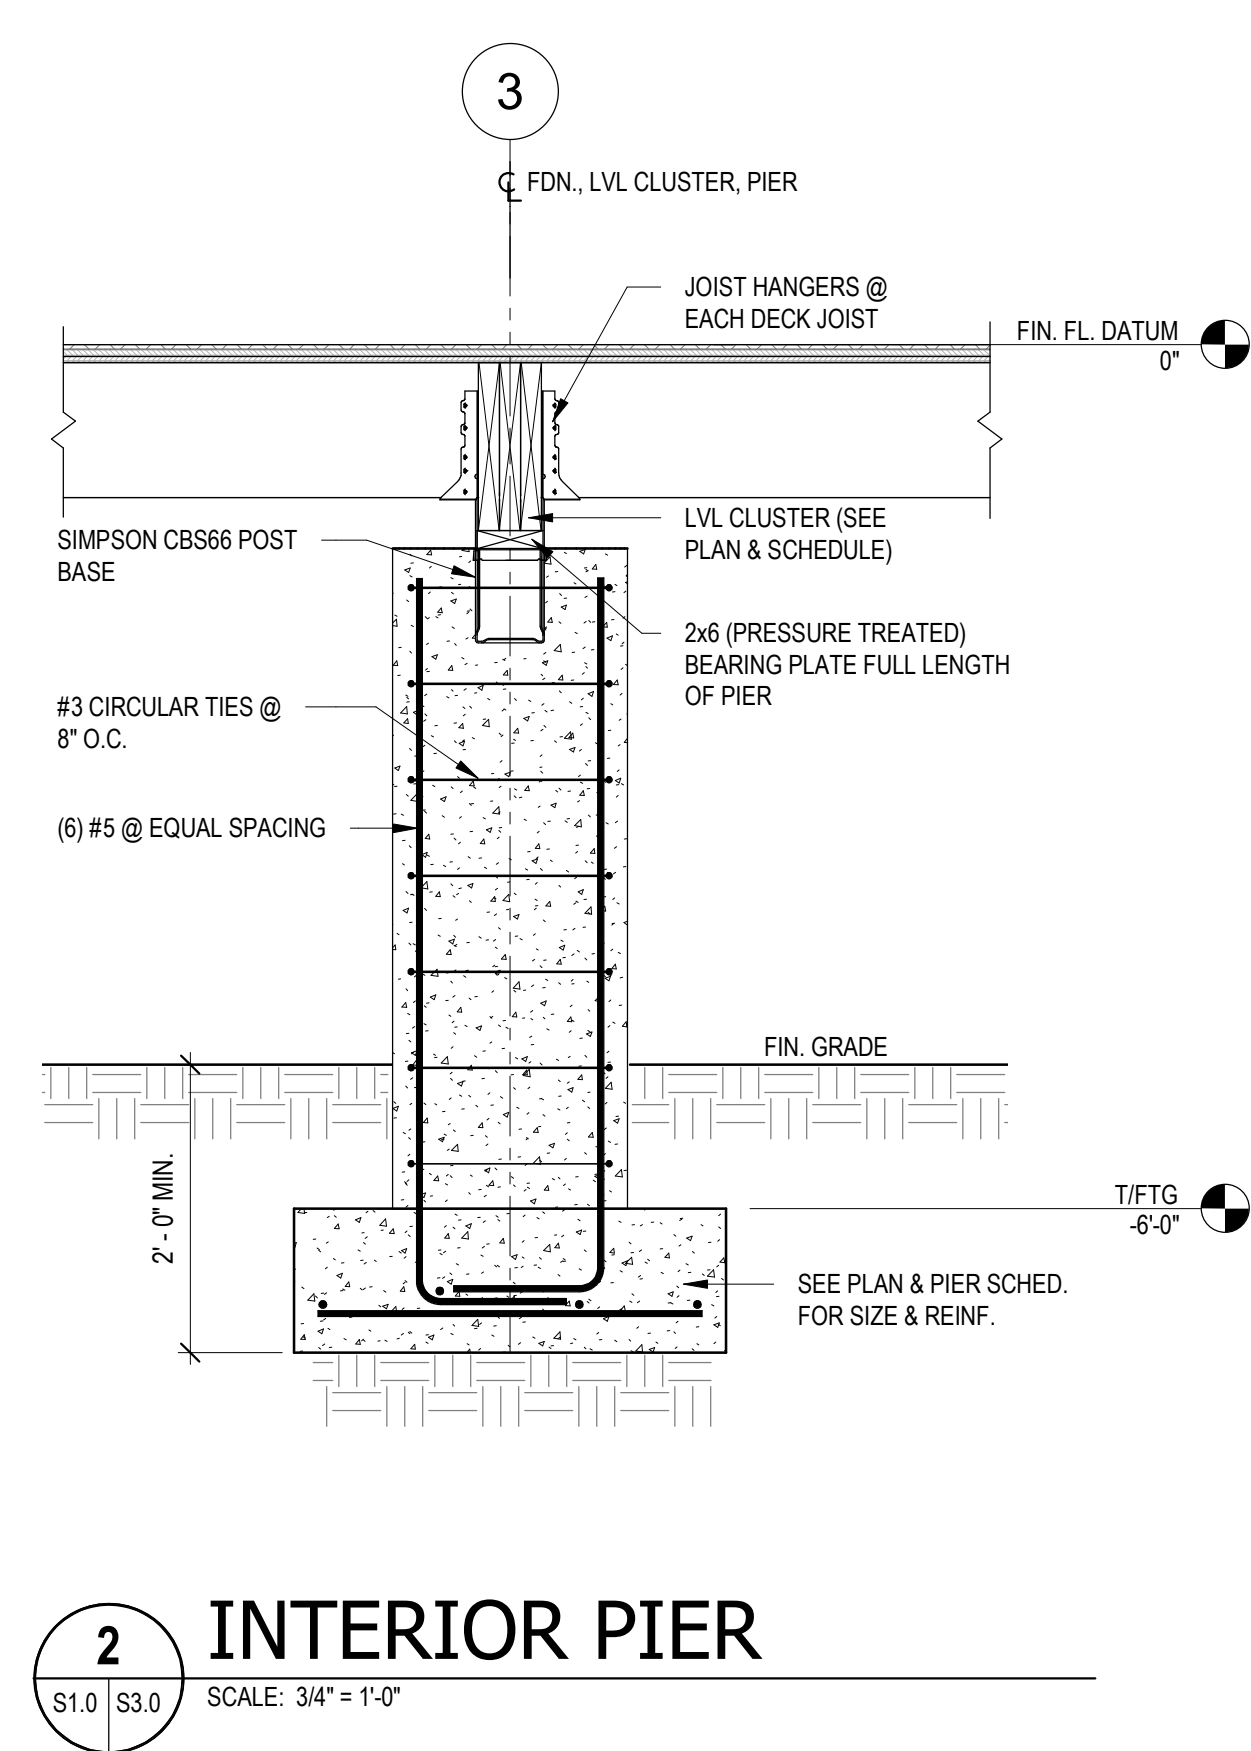 3
℄ FDN., LVL CLUSTER, PIER
JOIST HANGERS @
EACH DECK JOIST
FIN. FL. DATUM
0"
SIMPSON CBS66 POST
BASE
LVL CLUSTER (SEE
PLAN & SCHEDULE)
2x6 (PRESSURE TREATED)
BEARING PLATE FULL LENGTH
OF PIER
#3 CIRCULAR TIES @
8" O.C.
(6) #5 @ EQUAL SPACING
FIN. GRADE
2' - 0" MIN.
T/FTG
-6'-0"
SEE PLAN & PIER SCHED.
FOR SIZE & REINF.
2
S1.0 S3.0
INTERIOR PIER
SCALE: 3/4" = 1'-0"